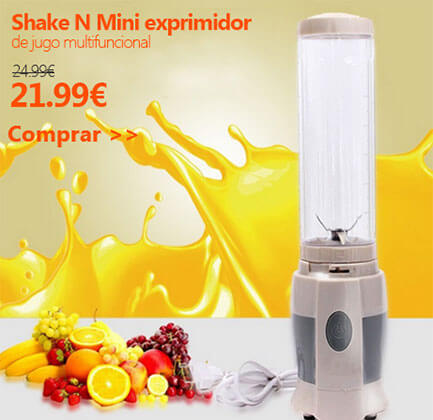 Shake N Mini exprimidor
de jugo multifuncional
24.99€
21.99€
Comprar >>